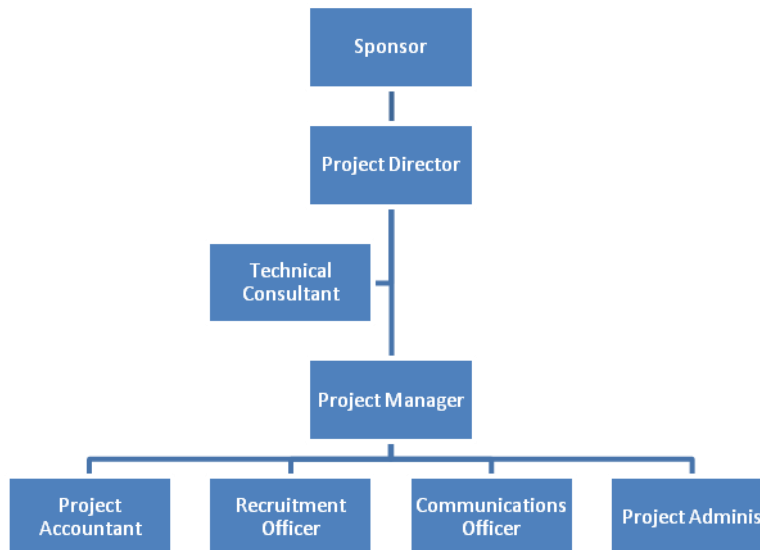 Sponsor
Project Director
Technical
Consultant
Project Manager
Project
Accountant
Recruitment
Officer
Communications
Officer
Project Adminis